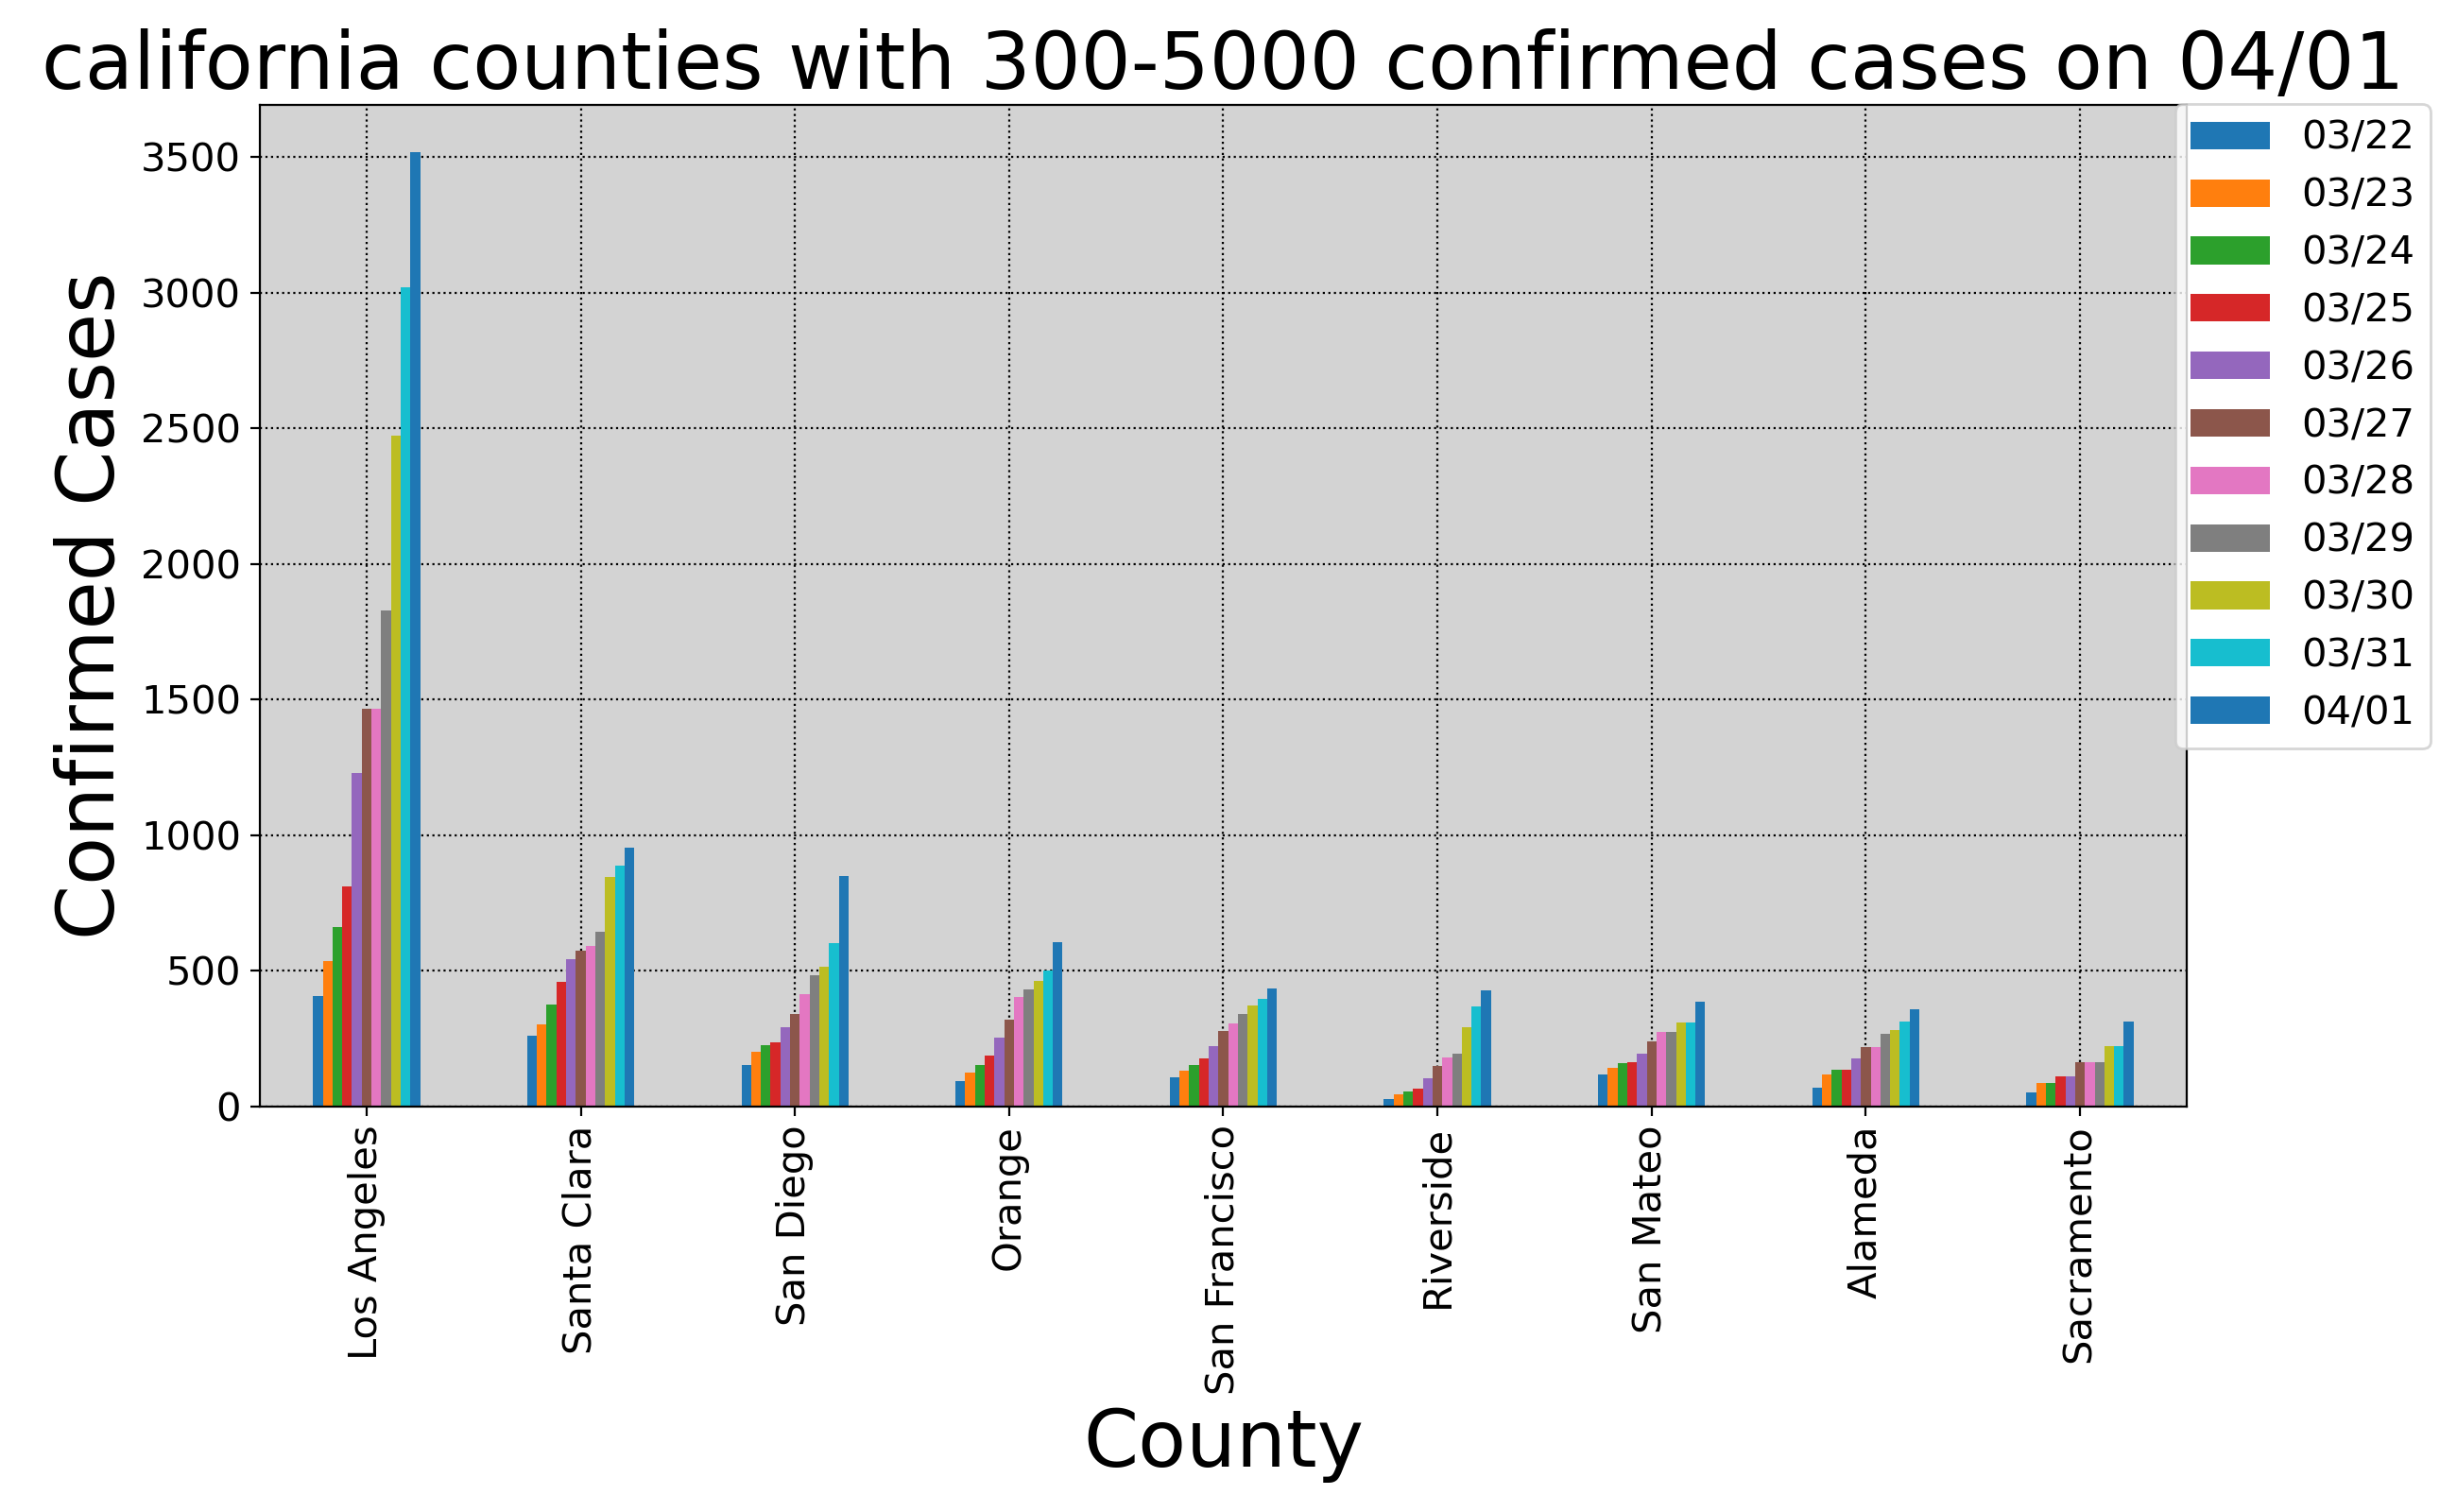 california counties with 300-5000 confirmed cases on 04/01
Confirmed Cases
3500
3000
2500
2000
1500
1000
500
0
03/22
03/23
03/24
03/25
03/26
03/27
03/28
03/29
03/30
03/31
04/01
Los Angeles
Santa Clara
San Diego
Orange
San Francisco
Riverside
San Mateo
Alameda
Sacramento
County